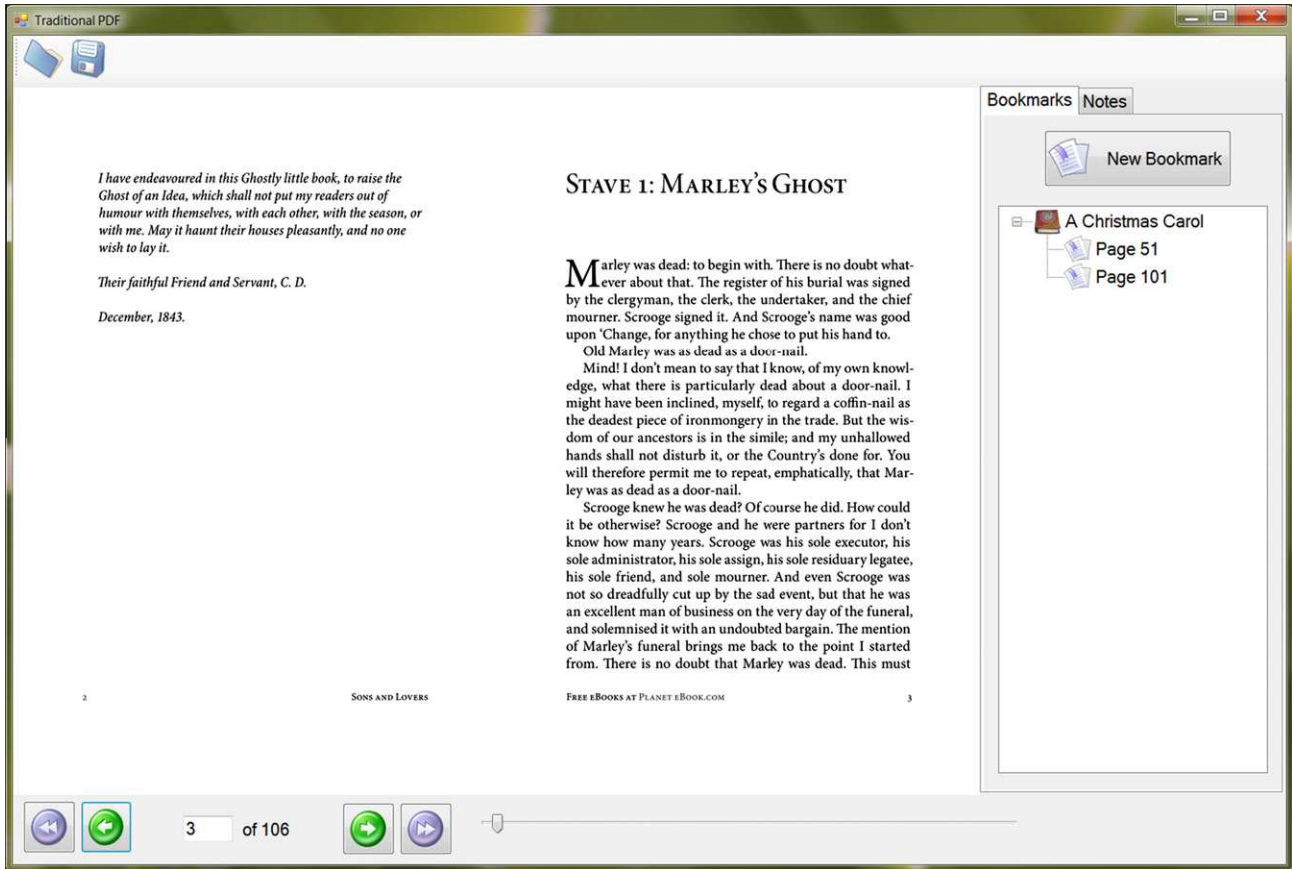 Traditional PDF
I have endeavoured in this Ghostly little book, to raise the
Ghost of an Idea, which shall not put my readers out of
humour with themselves, with each other, with the season, or
with me. May it haunt their houses pleasantly, and no one
wish to lay it.
Their faithful Friend and Servant, C. D.
December, 1843.
2
SONS AND LOVERS
STAVE 1: MARLEY'S GHOST
Marley was dead: to begin with. There is no doubt what-
ever about that. The register of his burial was signed
by the clergyman, the clerk, the undertaker, and the chief
mourner. Scrooge signed it. And Scrooge's name was good
upon 'Change, for anything he chose to put his hand to.
Old Marley was as dead as a door-nail.
Mind! I don't mean to say that I know, of my own knowl-
edge, what there is particularly dead about a door-nail. I
might have been inclined, myself, to regard a coffin-nail as
the deadest piece of ironmongery in the trade. But the wis-
dom of our ancestors is in the simile; and my unhallowed
hands shall not disturb it, or the Country's done for. You
will therefore permit me to repeat, emphatically, that Mar-
ley was as dead as a door-nail.
Scrooge knew he was dead? Of course he did. How could
it be otherwise? Scrooge and he were partners for I don't
know how many years. Scrooge was his sole executor, his
sole administrator, his sole assign, his sole residuary legatee,
his sole friend, and sole mourner. And even Scrooge was
not so dreadfully cut up by the sad event, but that he was
an excellent man of business on the very day of the funeral,
and solemnised it with an undoubted bargain. The mention
of Marley's funeral brings me back to the point I started
from. There is no doubt that Marley was dead. This must
FREE EBOOKS AT PLANET EBOOK.COM
3
Bookmarks
Notes
New Bookmark
A Christmas Carol
Page 51
Page 101
3 of 106